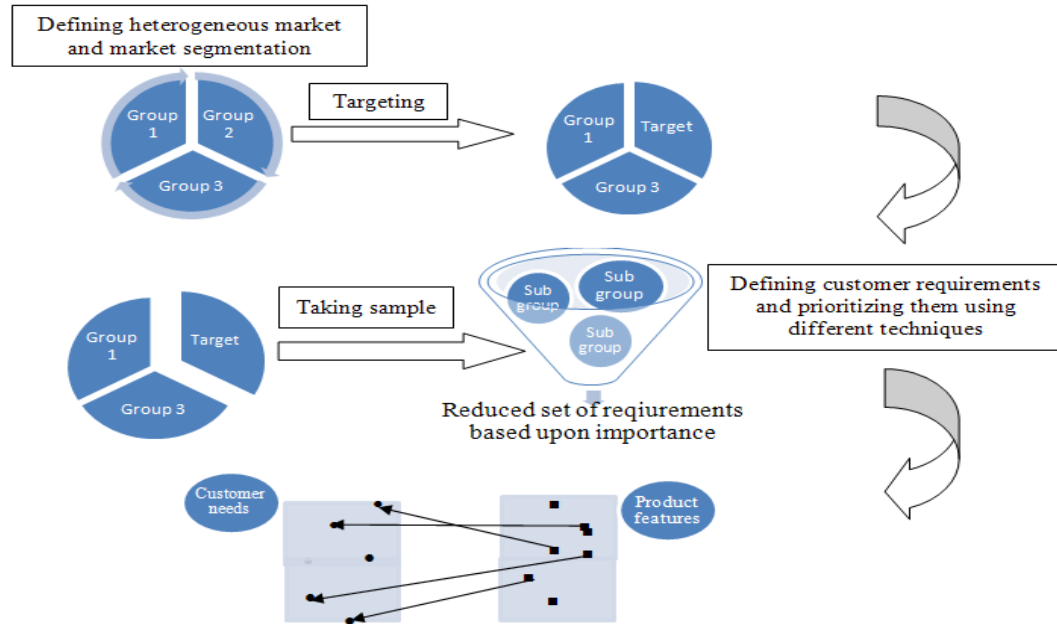 Defining heterogeneous market
and market segmentation
Group
1
Group
2
Group 3
Targeting
Group
1
Target
Group 3
Group
1
Target
Group 3
Taking sample
Sub
group
Sub
group
Sub
group
Reduced set of reqiurements
based upon importance
Defining customer requirements
and prioritizing them using
different techniques
Customer
needs
Product
features